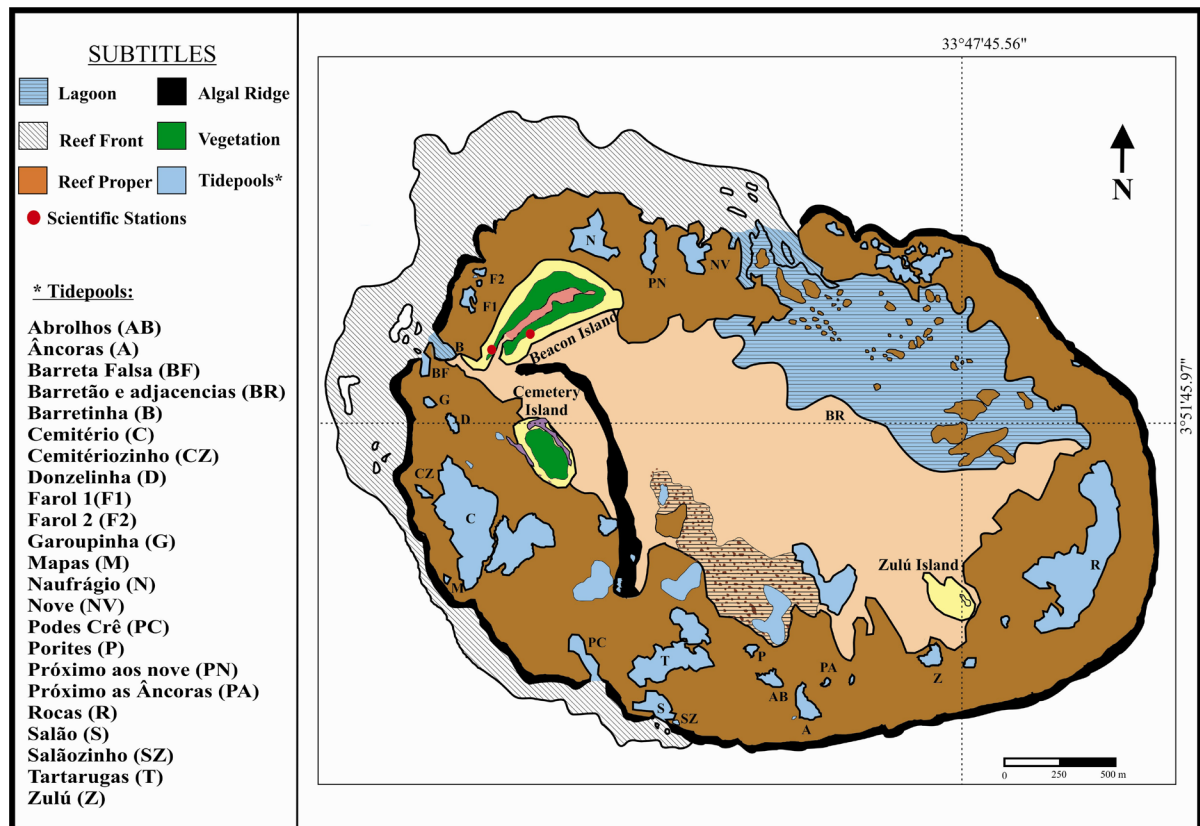 SUBTITLES
Lagoon
Algal Ridge
Reef Front
Vegetation
Reef Proper
Tidepools*
Scientific Stations
* Tidepools:
Abrolhos (AB)
Âncoras (A)
Barreta Falsa (BF)
Barretão e adjacencias (BR)
Barretinha (B)
Cemitério (C)
Cemitériozinho (CZ)
Donzelinha (D)
Farol 1(F1)
Farol 2 (F2)
Garoupinha (G)
Mapas (M)
Naufrágio (N)
Nove (NV)
Podes Crê (PC)
Porites (P)
Próximo aos nove (PN)
Próximo as Âncoras (PA)
Rocas (R)
Salão (S)
Salãozinho (SZ)
Tartarugas (T)
Zulú (Z)
33°47'45.56"
N
N
NV
PN
F2
F1
Beacon Island
B
BF
Cemetery
Island
G
D
BR
3°51'45.97"
CZ
C
M
Zulú Island
R
PC
T
P
PA
Z
AB
S
SZ
A
0
250
500 m